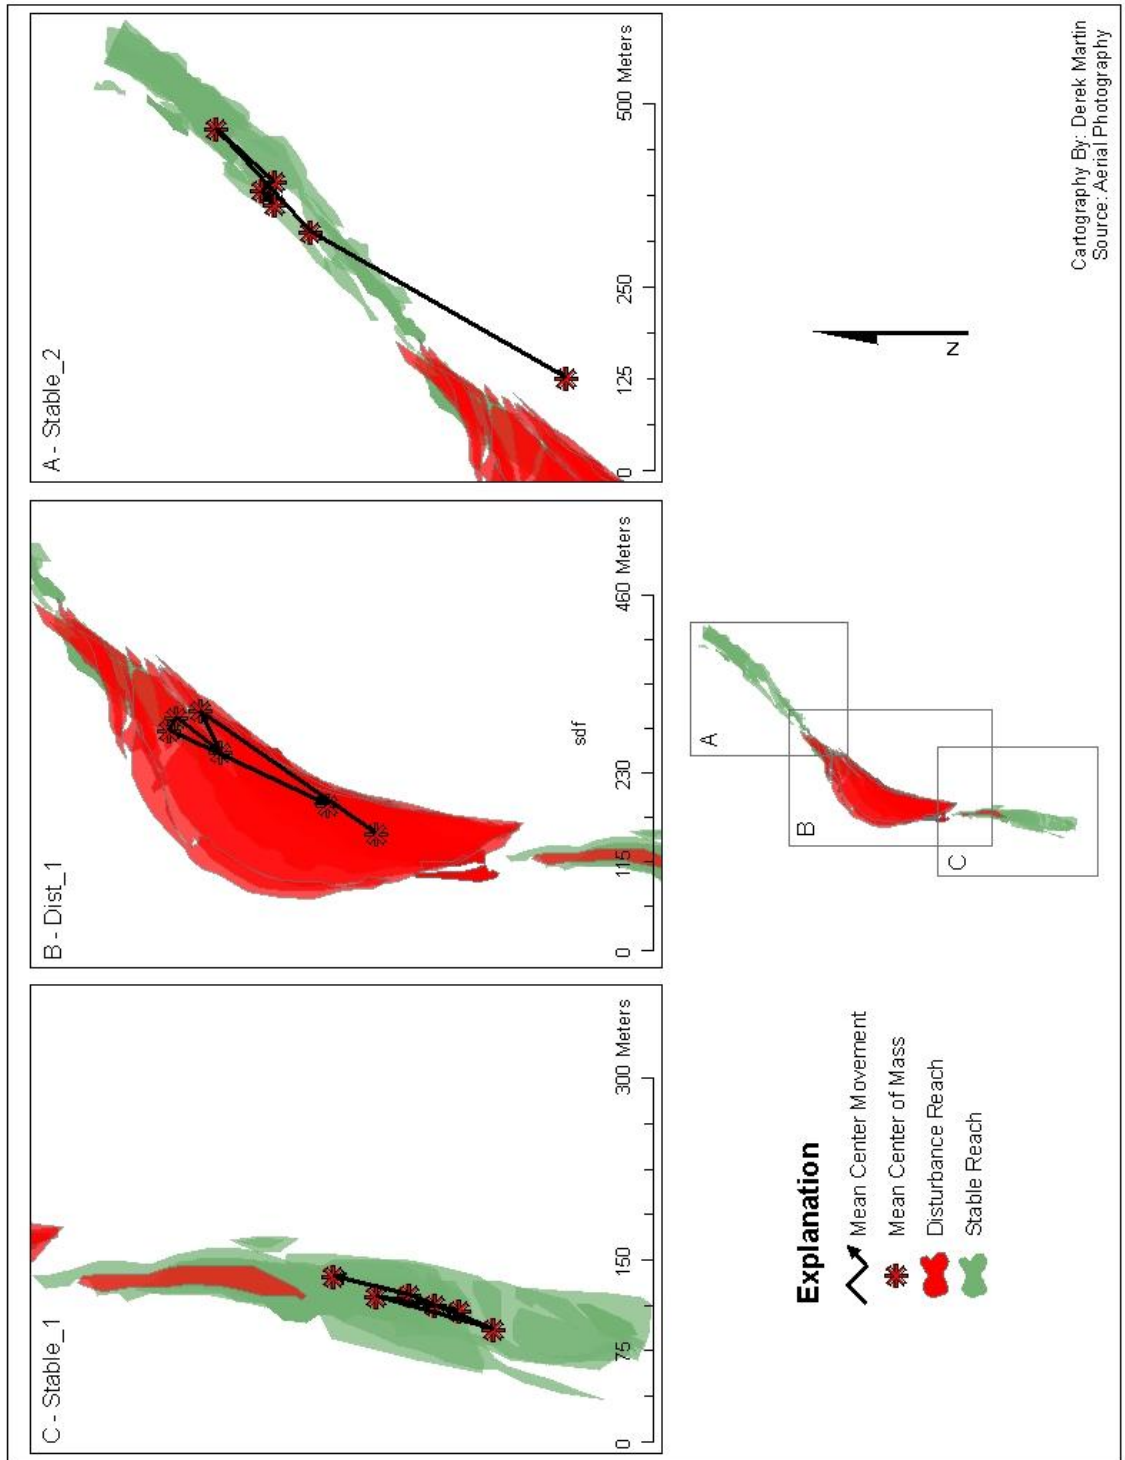 C - Stable_1
0
75
150
300 Meters
B - Dist_1
sdf
0
115
230
460 Meters
A - Stable_2
0
125
250
500 Meters
A
B
C
Explanation
Mean Center Movement
Mean Center of Mass
Disturbance Reach
Stable Reach
N
Cartography By: Derek Martin
Source: Aerial Photography